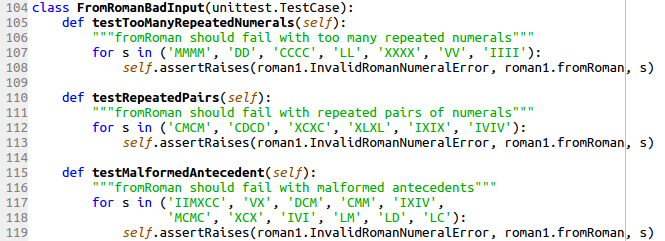 104 class FromRomanBadInput(unittest.TestCase):
105     def testTooManyRepeatedNumerals(self):
106         """fromRoman should fail with too many repeated numerals"""
107         for s in ('MMMM', 'DD', 'CCCC', 'LL', 'XXXX', 'VV', 'IIII'):
108             self.assertRaises(roman1.InvalidRomanNumeralError, roman1.fromRoman, s)
109
110     def testRepeatedPairs(self):
111         """fromRoman should fail with repeated pairs of numerals"""
112         for s in ('CMCM', 'CDCD', 'XCXC', 'XLXL', 'IXIX', 'IVIV'):
113             self.assertRaises(roman1.InvalidRomanNumeralError, roman1.fromRoman, s)
114
115     def testMalformedAntecedent(self):
116         """fromRoman should fail with malformed antecedents"""
117         for s in ('IIMXCC', 'VX', 'DCM', 'CMM', 'IXIV',
118                   'MCMC', 'XCX', 'IVI', 'LM', 'LD', 'LC'):
119             self.assertRaises(roman1.InvalidRomanNumeralError, roman1.fromRoman, s)